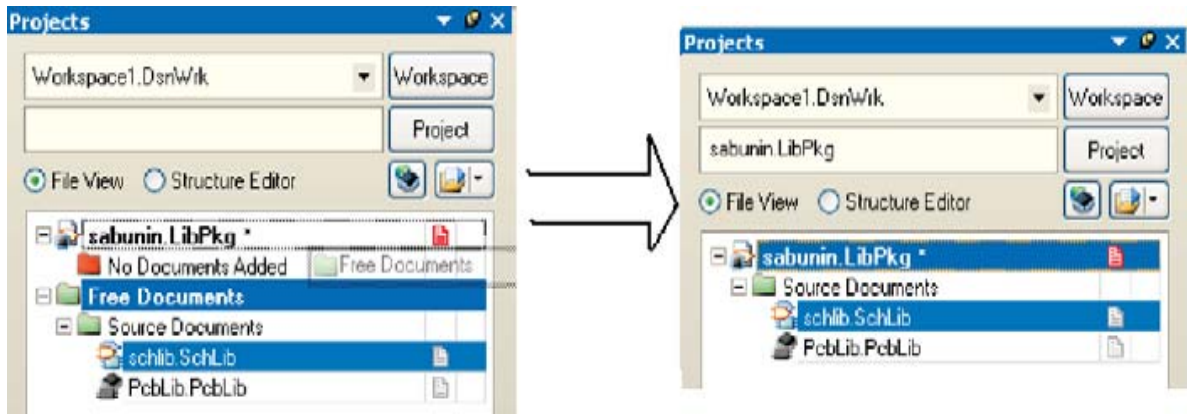 Projects
Workspace1.DsnWrk Workspace
Project
File View Structure Editor
sabunin.LibPkg *
No Documents Added Free Documents
Free Documents
Source Documents
schlib.SchLib
PcbLib.PcbLib
Projects
Workspace1.DsnWrk Workspace
sabunin.LibPkg Project
File View Structure Editor
sabunin.LibPkg *
Source Documents
schlib.SchLib
PcbLib.PcbLib